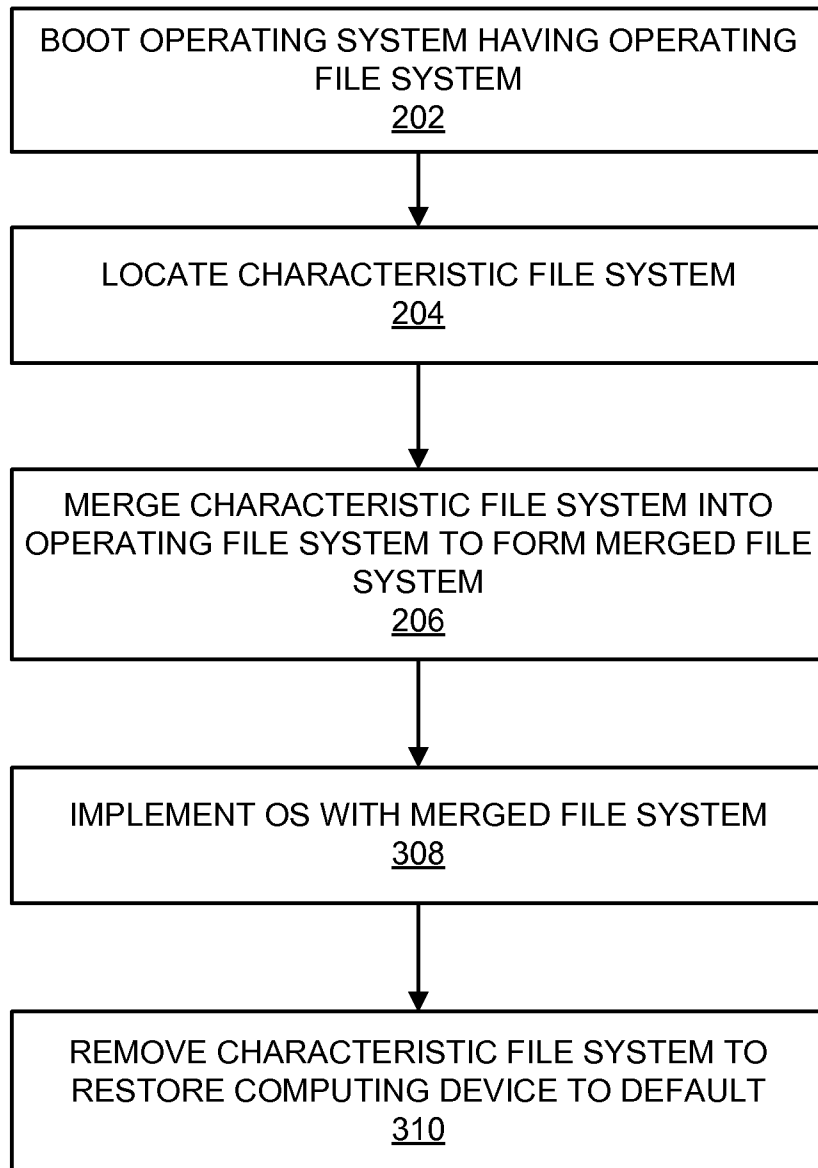 BOOT OPERATING SYSTEM HAVING OPERATING
FILE SYSTEM
202
LOCATE CHARACTERISTIC FILE SYSTEM
204
MERGE CHARACTERISTIC FILE SYSTEM INTO
OPERATING FILE SYSTEM TO FORM MERGED FILE
SYSTEM
206
IMPLEMENT OS WITH MERGED FILE SYSTEM
308
REMOVE CHARACTERISTIC FILE SYSTEM TO
RESTORE COMPUTING DEVICE TO DEFAULT
310